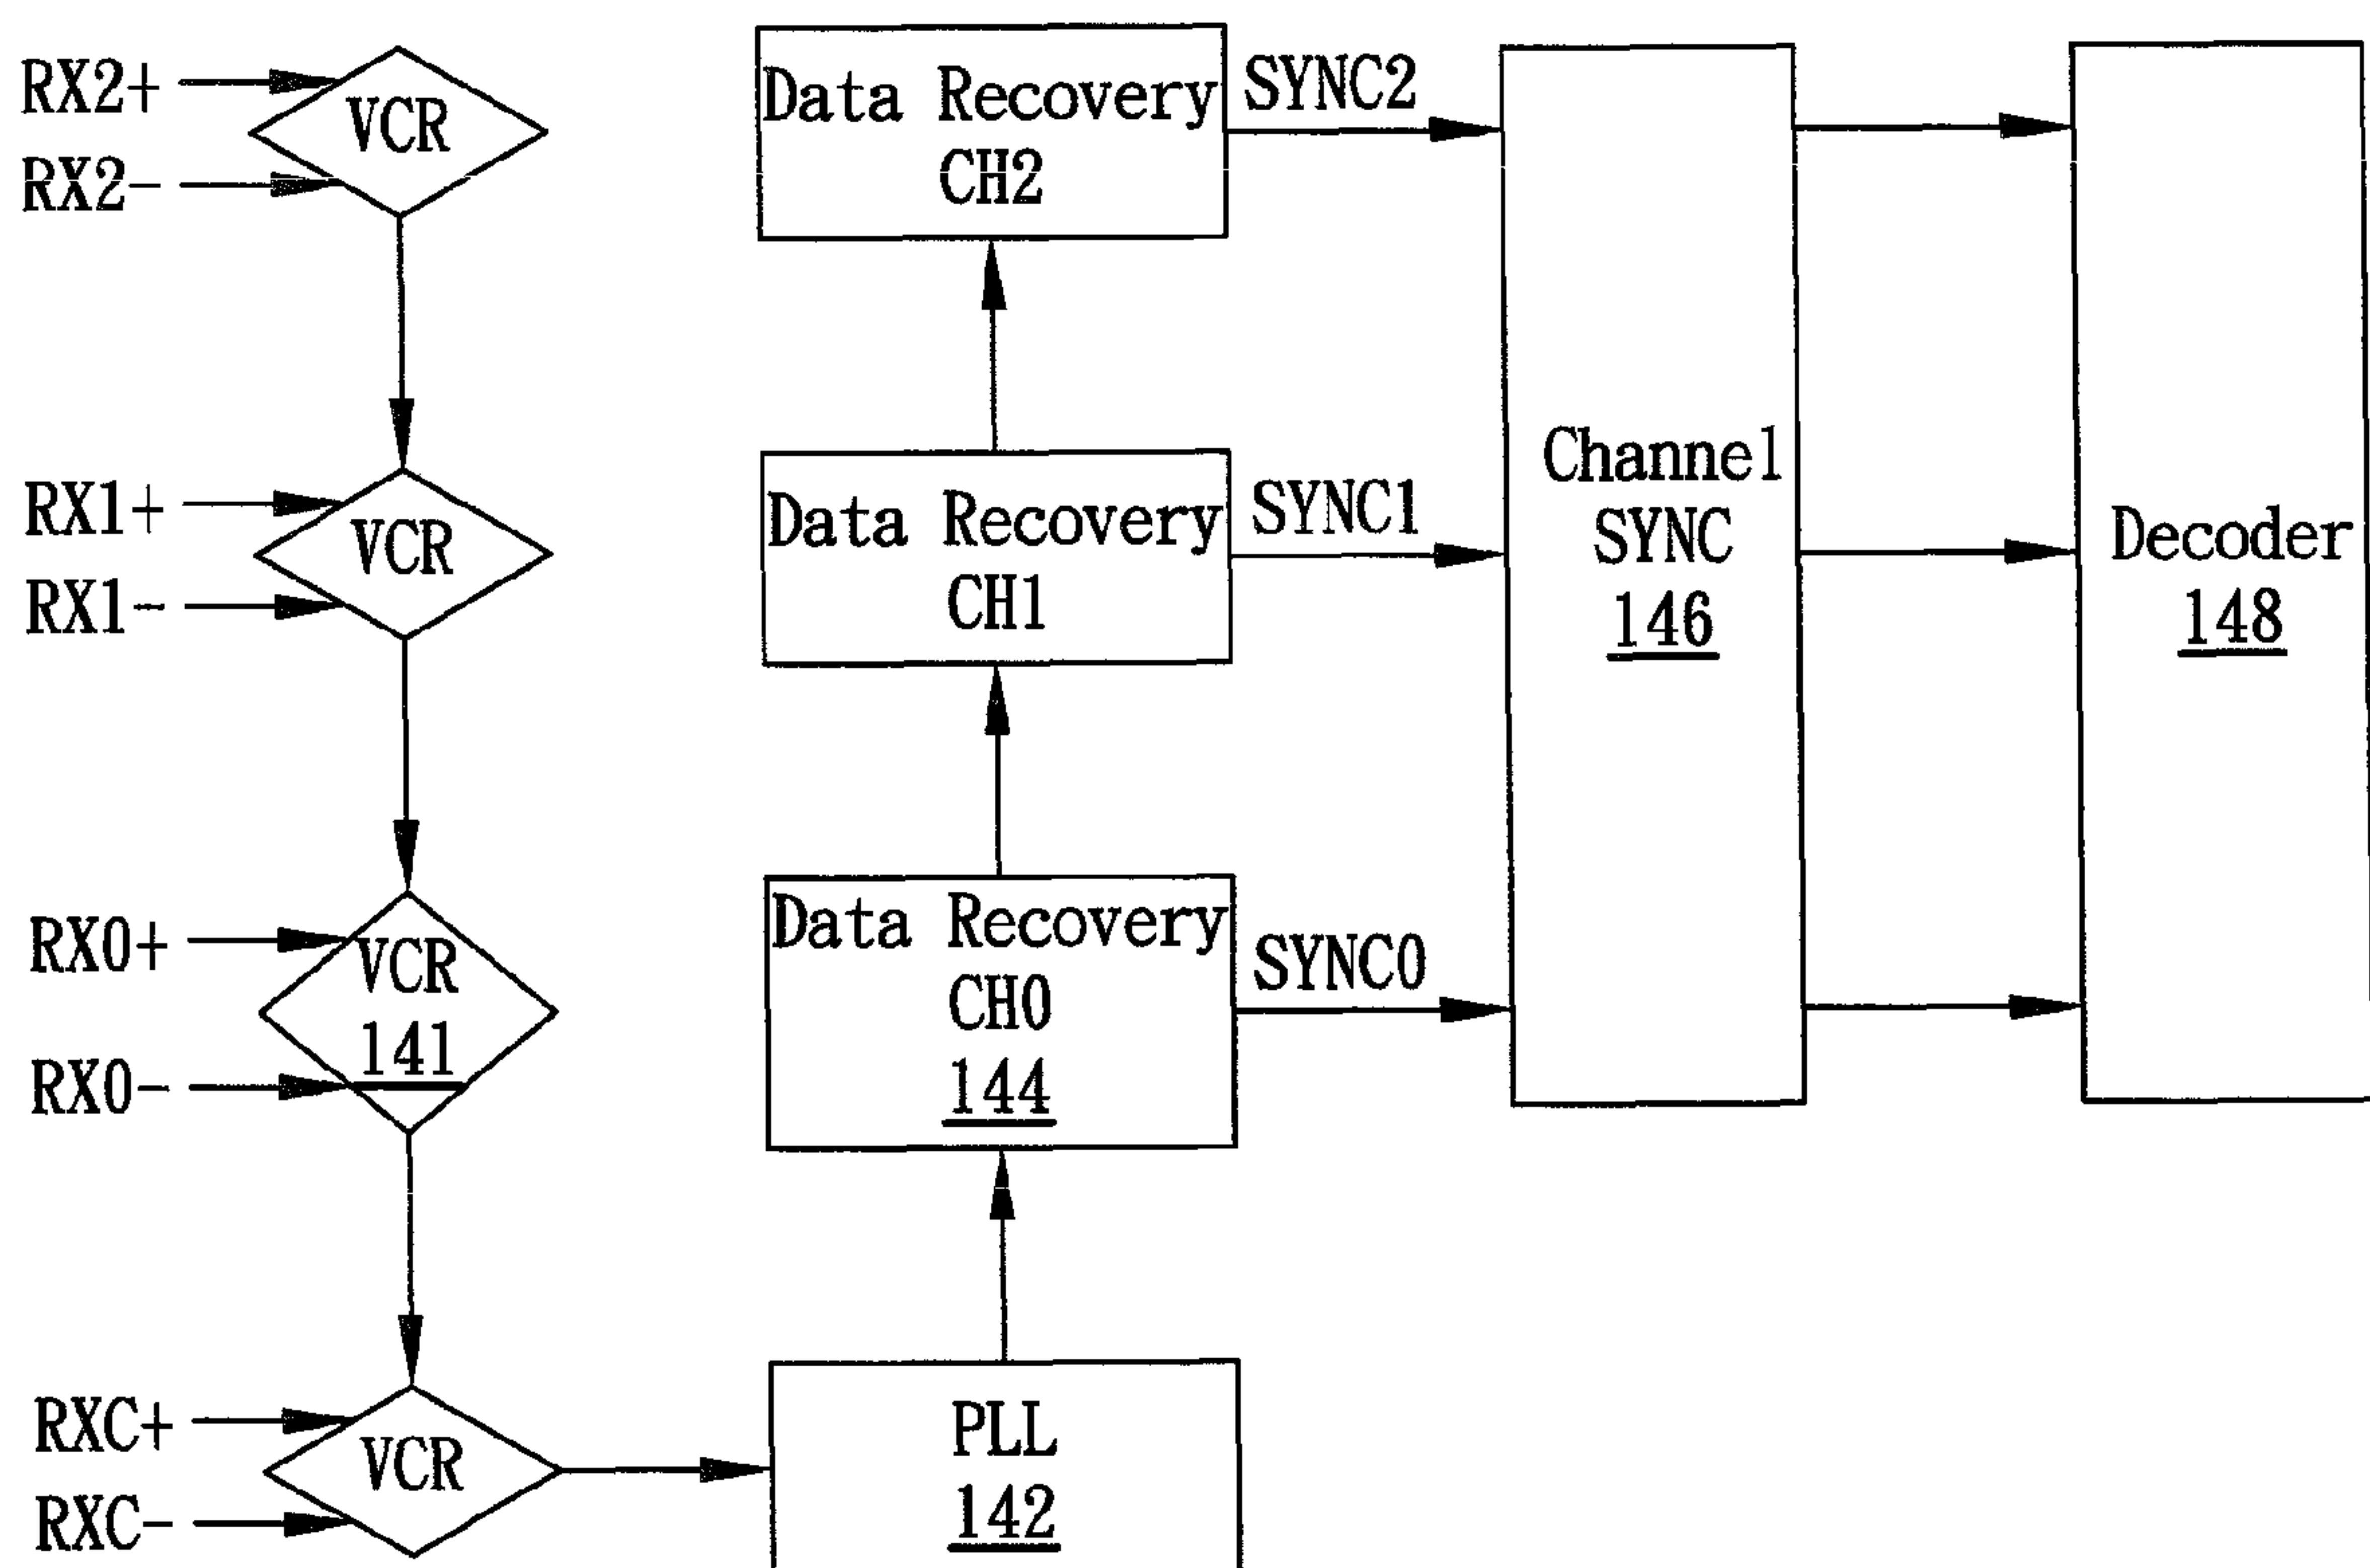 RX2+
RX2-
VCR
RX1+
RX1-
VCR
RX0+
RX0-
VCR
141
RXC+
RXC-
VCR
Data Recovery
CH2
SYNC2
Data Recovery
CH1
SYNC1
Data Recovery
CH0
144
SYNC0
PLL
142
Channel
SYNC
146
Decoder
148